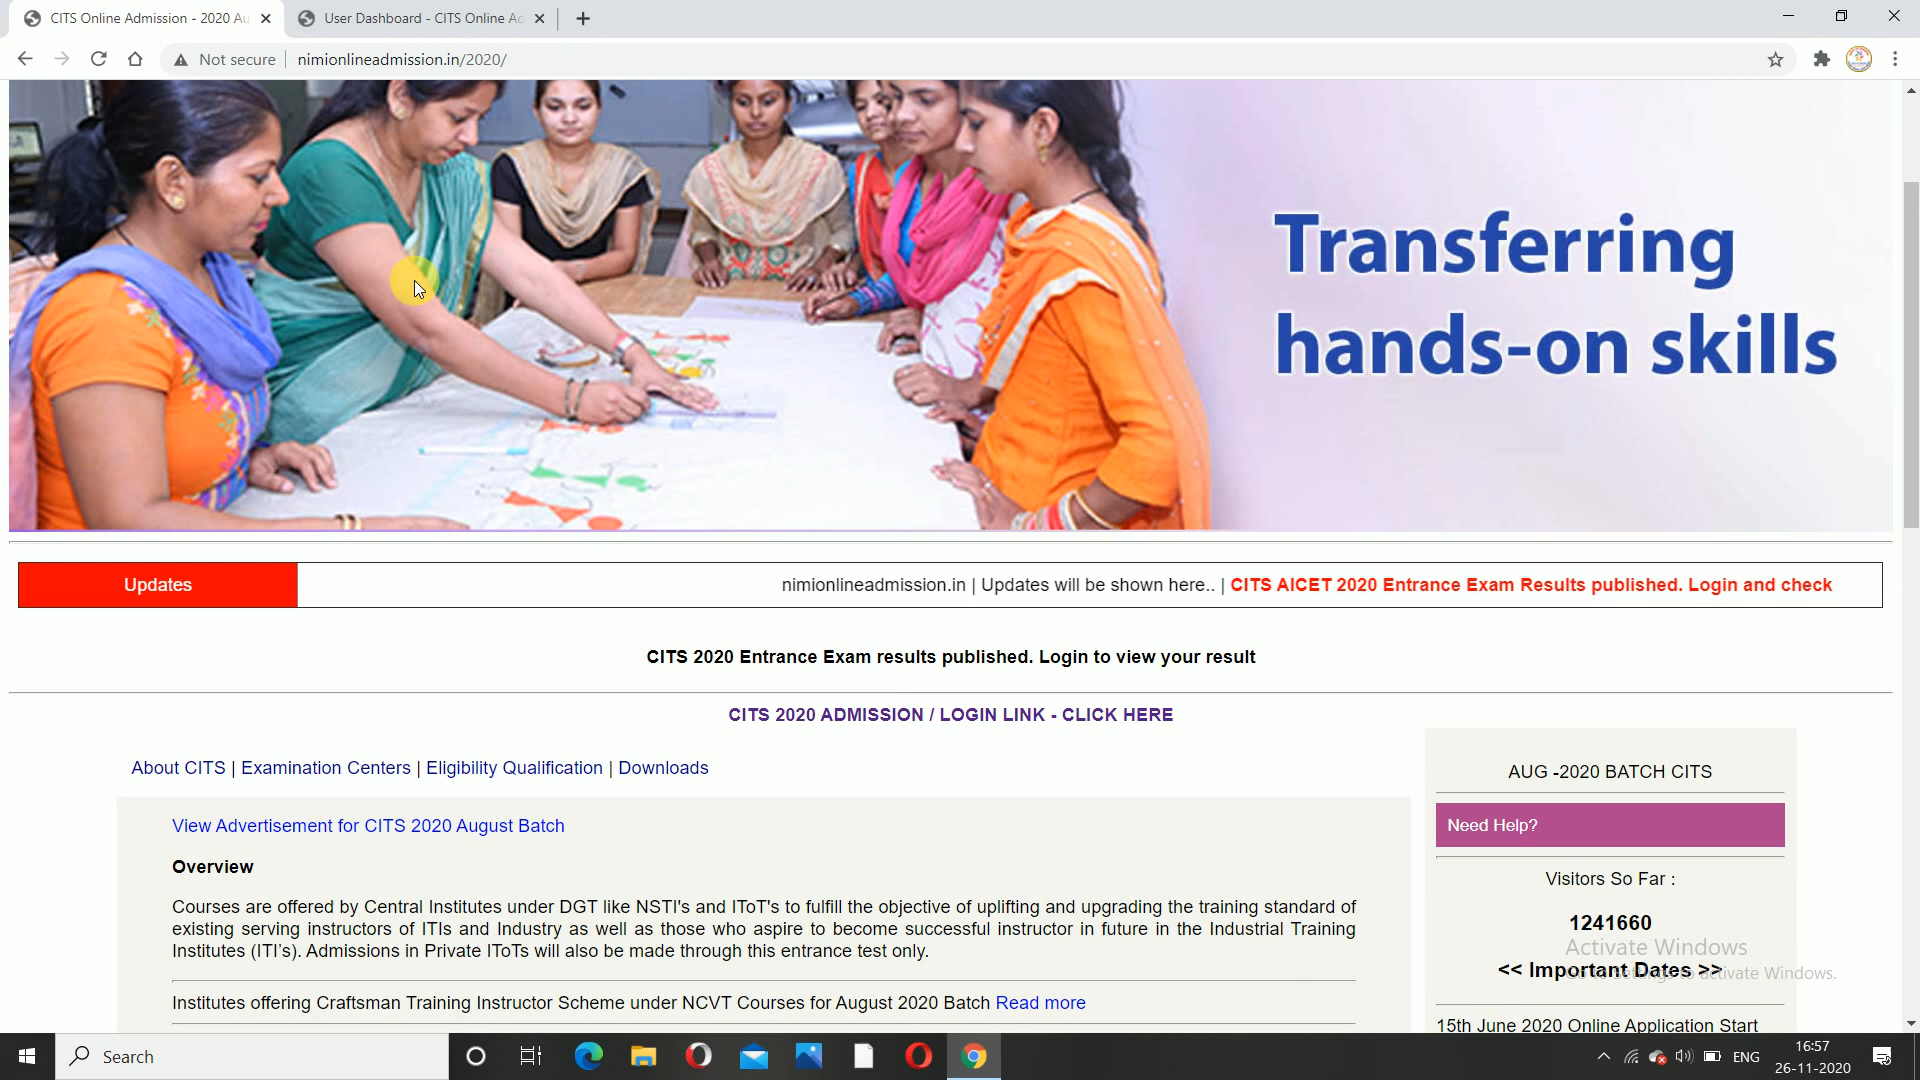 CITS Online Admission - 2020 Au
User Dashboard - CITS Online Ad
Not secure
nimionlineadmission.in/2020/
Transferring
hands-on skills
Updates
nimionlineadmission.in | Updates will be shown here.. | CITS AICET 2020 Entrance Exam Results published. Login and check
CITS 2020 Entrance Exam results published. Login to view your result
CITS 2020 ADMISSION / LOGIN LINK - CLICK HERE
About CITS | Examination Centers | Eligibility Qualification | Downloads
View Advertisement for CITS 2020 August Batch
Overview
Courses are offered by Central Institutes under DGT like NSTI's and IToT's to fulfill the objective of uplifting and upgrading the training standard of
existing serving instructors of ITIs and Industry as well as those who aspire to become successful instructor in future in the Industrial Training
Institutes (ITI's). Admissions in Private IToTs will also be made through this entrance test only.
Institutes offering Craftsman Training Instructor Scheme under NCVT Courses for August 2020 Batch Read more
AUG -2020 BATCH CITS
Need Help?
Visitors So Far :
1241660
Activate Windows
<< Important Dates >>
Go to Settings to activate Windows.
15th June 2020 Online Application Start
Search
ENG
16:57
26-11-2020